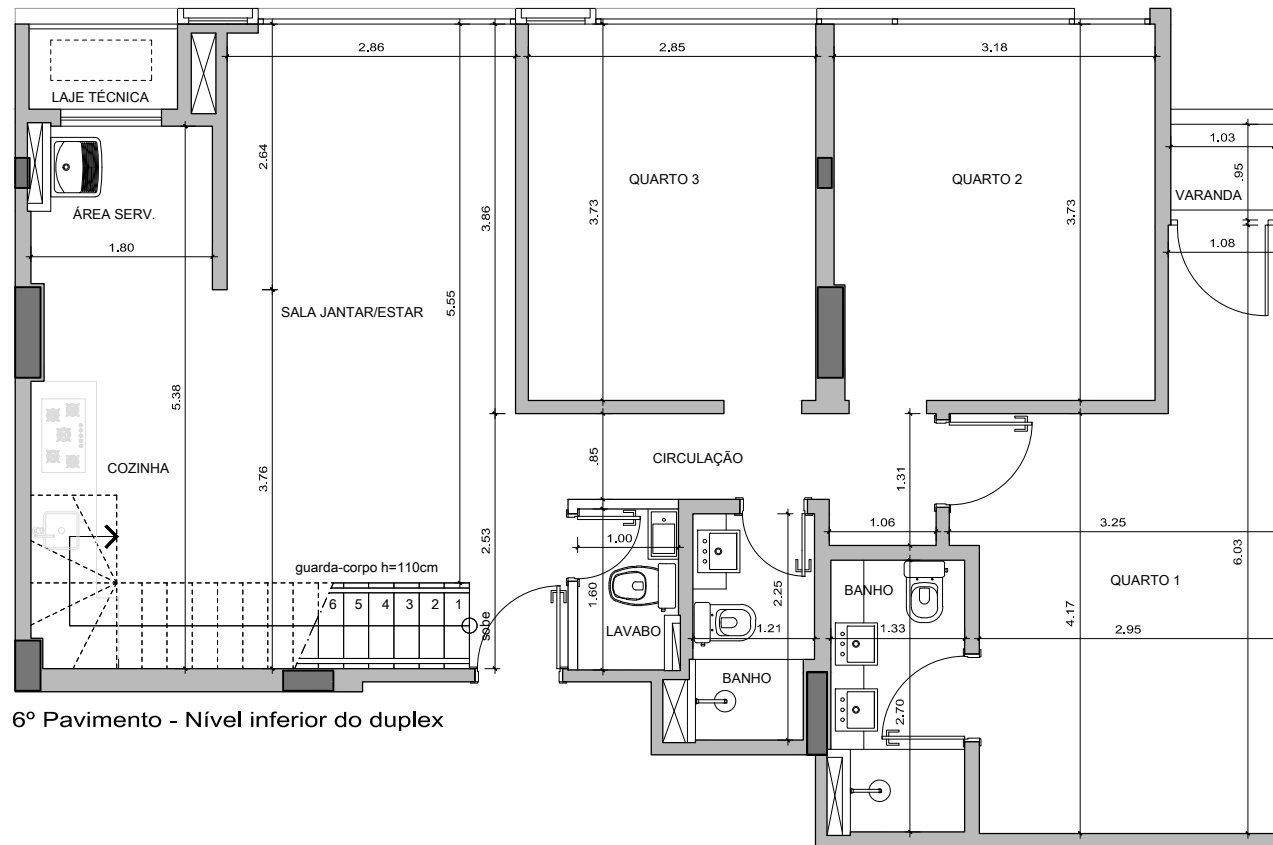 2.86
2.85
3.18
LAJE TÉCNICA
1.03
.95
2.64
QUARTO 3
QUARTO 2
VARANDA
ÁREA SERV.
3.86
3.73
3.73
1.80
1.08
SALA JANTAR/ESTAR
5.55
5.38
COZINHA
3.76
.85
CIRCULAÇÃO
1.31
2.53
1.00
1.06
3.25
6.03
guarda-corpo h=110cm
QUARTO 1
6 5 4 3 2 1
sobe
1.60
2.25
BANHO
LAVABO
1.21
1.33
4.17
2.95
BANHO
2.70
6º Pavimento - Nível inferior do duplex